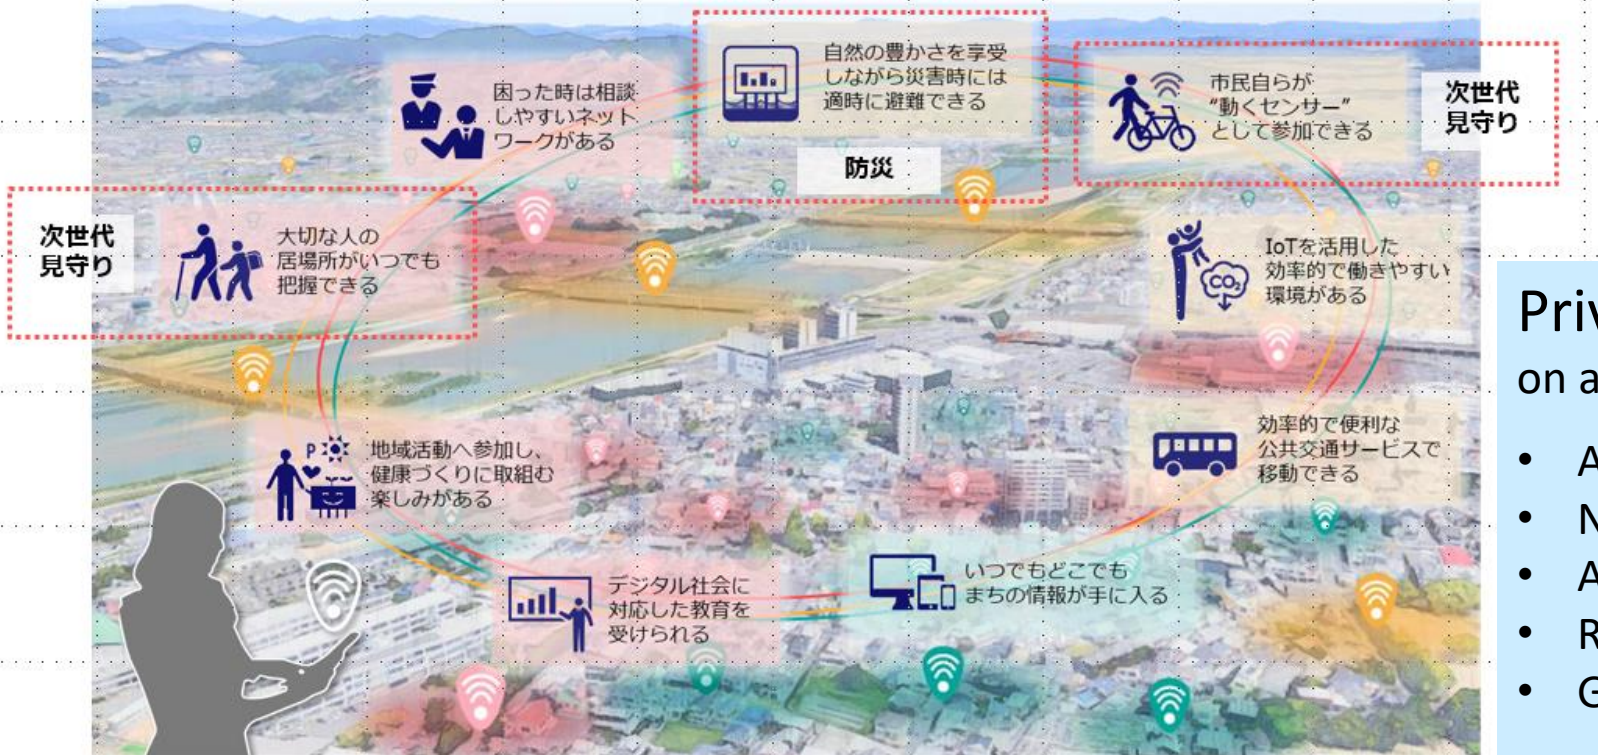 自然の豊かさを享受
しながら災害時には
適時に避難できる
防災
困った時は相談
しやすいネット
ワークがある
市民自らが
“動くセンサー”
として参加できる
次世代
見守り
次世代
見守り
大切な人の
居場所がいつでも
把握できる
IoTを活用した
効率的で働きやすい
環境がある
CO₂
効率的で便利な
公共交通サービスで
移動できる
P
地域活動へ参加し、
健康づくりに取組む
楽しみがある
いつでもどこでも
まちの情報が手に入る
デジタル社会に
対応した教育を
受けられる
on